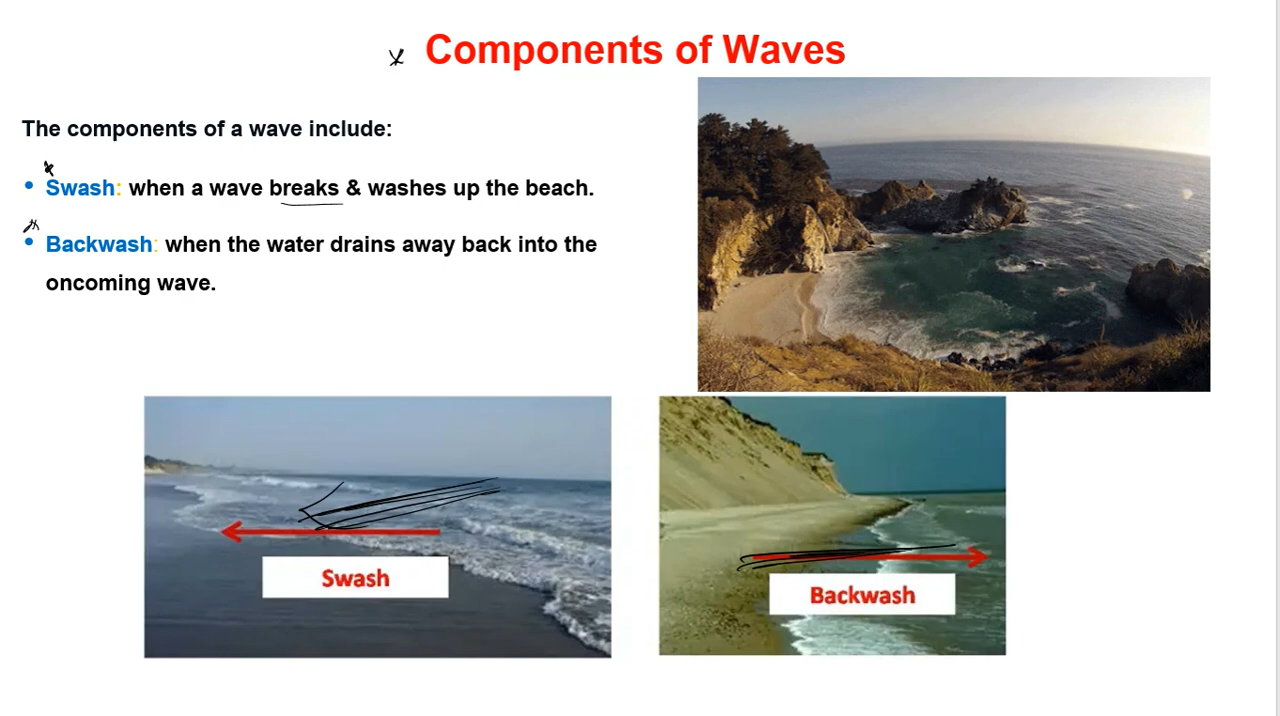 Components of Waves
The components of a wave include:
• Swash: when a wave breaks & washes up the beach.
• Backwash: when the water drains away back into the
oncoming wave.
Swash
Backwash